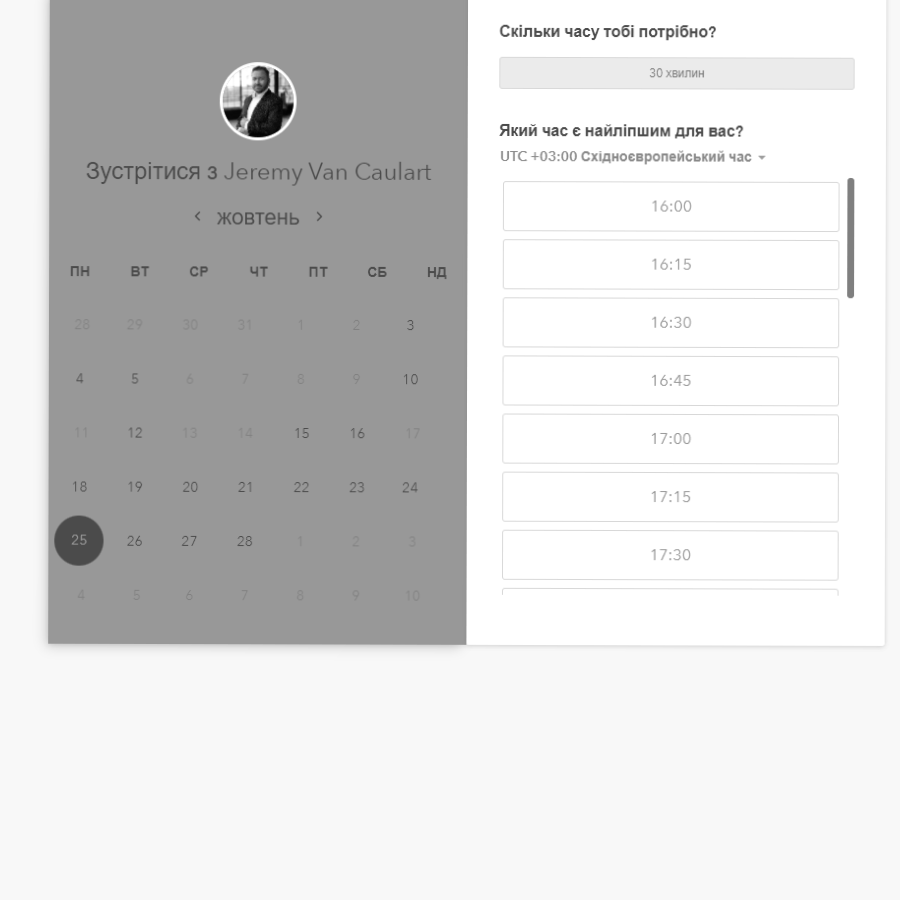 Зустрітися з Jeremy Van Caulart
жовтень
ПН ВТ СР ЧТ ПТ СБ НД
28 29 30 31 1 2 3
4 5 6 7 8 9 10
11 12 13 14 15 16 17
18 19 20 21 22 23 24
25 26 27 28 1 2 3
4 5 6 7 8 9 10
Скільки часу тобі потрібно?
30 хвилин
Який час є найліпшим для вас?
UTC +03:00 Східноєвропейський час
16:00
16:15
16:30
16:45
17:00
17:15
17:30